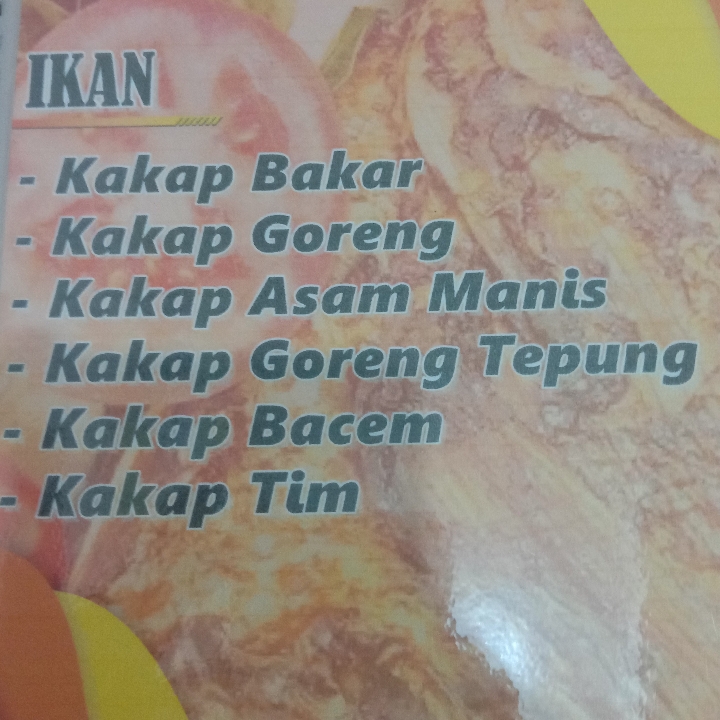 IKAN
- Kakap Bakar
- Kakap Goreng
- Kakap Asam Manis
- Kakap Goreng Tepung
- Kakap Bacem
- Kakap Tim